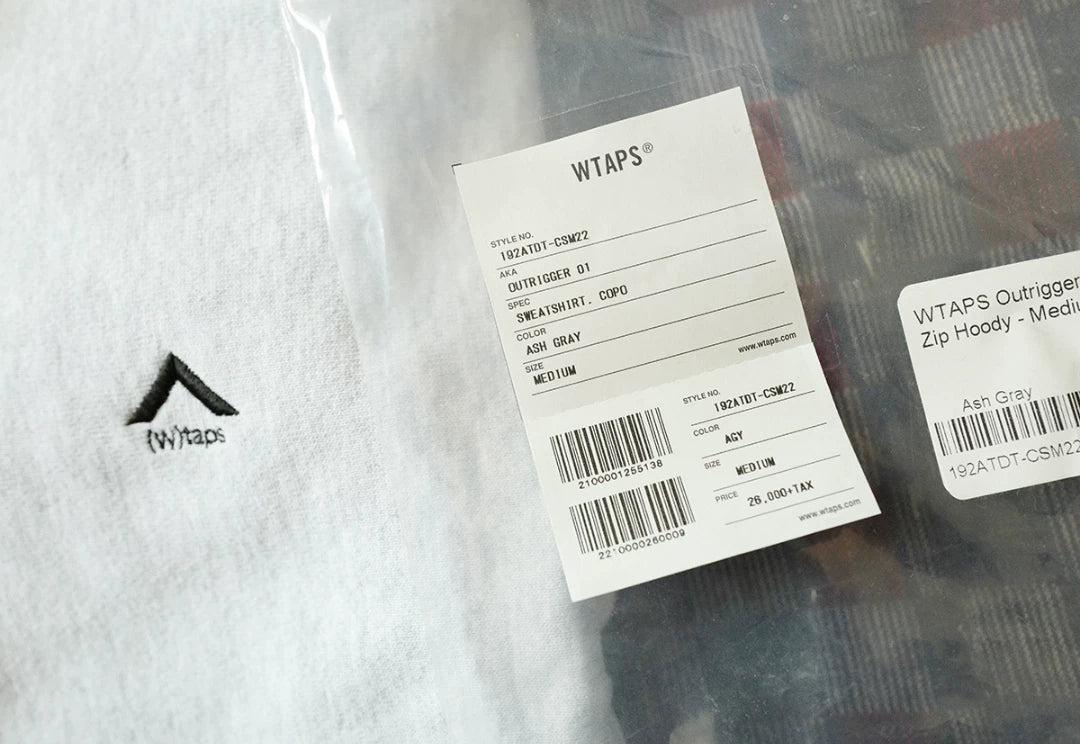 (w)taps
WTAPS®
STYLE NO.
192ATDT-CSM22
AKA
OUTRIGGER 01
SPEC
SWEATSHIRT. COPO
COLOR
ASH GRAY
SIZE
MEDIUM
www.wtaps.com
2100001255138
2210000260009
STYLE NO.
192ATDT-CSM22
COLOR
AGY
SIZE
MEDIUM
PRICE
26,000+TAX
www.wtaps.com
WTAPS Outrigger
Zip Hoody - Mediu
Ash Gray
192ATDT-CSM22